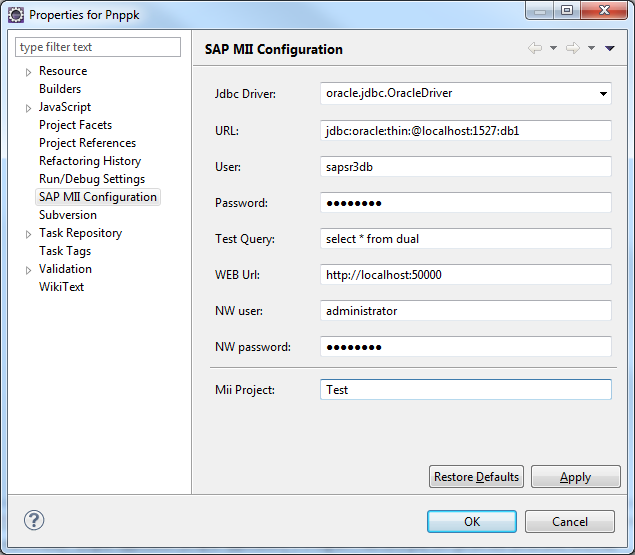 Properties for Pnppk
type filter text
Resource
Builders
JavaScript
Project Facets
Project References
Refactoring History
Run/Debug Settings
SAP MII Configuration
Subversion
Task Repository
Task Tags
Validation
WikiText
SAP MII Configuration
Jdbc Driver: oracle.jdbc.OracleDriver
URL: jdbc:oracle:thin:@localhost:1527:db1
User: sapsr3db
Password: ●●●●●●●●
Test Query: select * from dual
WEB Url: http://localhost:50000
NW user: administrator
NW password: ●●●●●●●●
Mii Project: Test
Restore Defaults Apply
? OK Cancel